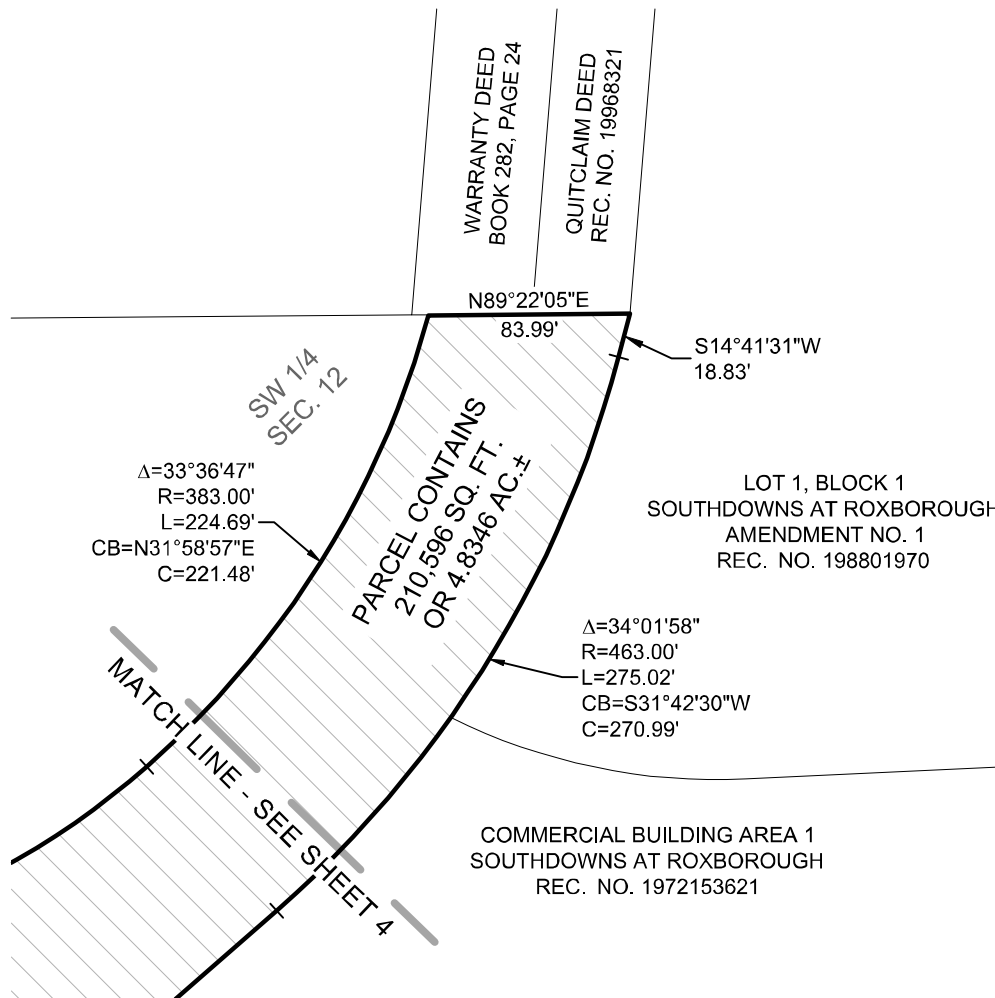 WARRANTY DEED
BOOK 282, PAGE 24
QUITCLAIM DEED
REC. NO. 19968321
N89°22'05"E
83.99'
S14°41'31"W
18.83'
SW 1/4
SEC. 12
Δ=33°36'47"
R=383.00'
L=224.69'
CB=N31°58'57"E
C=221.48'
PARCEL CONTAINS
210,596 SQ. FT.
OR 4.8346 AC.±
LOT 1, BLOCK 1
SOUTHDOWNS AT ROXBOROUGH
AMENDMENT NO. 1
REC. NO. 198801970
Δ=34°01'58"
R=463.00'
L=275.02'
CB=S31°42'30"W
C=270.99'
MATCH LINE - SEE SHEET 4
COMMERCIAL BUILDING AREA 1
SOUTHDOWNS AT ROXBOROUGH
REC. NO. 1972153621